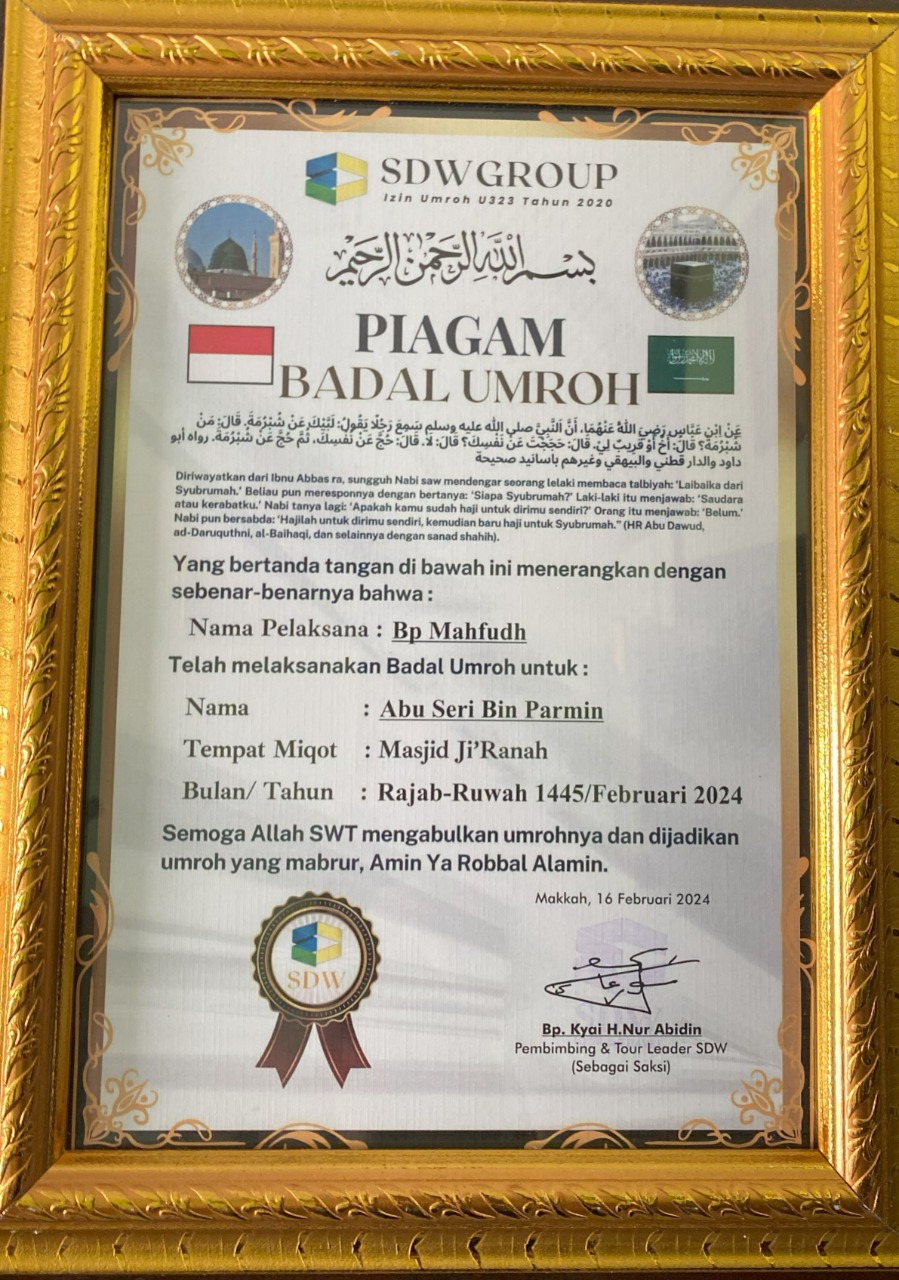 SDWGROUP
Izin Umroh U323 Tahun 2020
بسم الله الرحمن الرحيم
PIAGAM
BADAL UMROH
عَنْ اِبْنِ عَبَّاسٍ رَضِيَ اللهُ عَنْهُمَا، أَنَّ النَّبِيَّ صلى الله عليه وسلم سَمِعَ رَجُلًا يَقُولُ: لَبَّيْكَ عَنْ شُبْرُمَةَ. قَالَ: مَنْ
شُبْرُمَةُ؟ قَالَ: أَخٌ أَوْ قَرِيبٌ لِيْ. قَالَ: حَجَجْتَ عَنْ نَفْسِكَ؟ قَالَ: لَا. قَالَ: حُجَّ عَنْ نَفْسِكَ، ثُمَّ حُجَّ عَنْ شُبْرُمَةَ. رواه أبو
داود والدار قطني والبيهقي وغيرهم بأسانيد صحيحة
Diriwayatkan dari Ibnu Abbas ra, sungguh Nabi saw mendengar seorang lelaki membaca talbiyah: ‘Laibaika dari
Syubrumah.’ Beliau pun meresponnya dengan bertanya: ‘Siapa Syubrumah?’ Laki-laki itu menjawab: ‘Saudara
atau kerabatku.’ Nabi tanya lagi: ‘Apakah kamu sudah haji untuk dirimu sendiri?’ Orang itu menjawab: ‘Belum.’
Nabi pun bersabda: ‘Hajilah untuk dirimu sendiri, kemudian baru haji untuk Syubrumah.” (HR Abu Dawud,
ad-Daruquthni, al-Baihaqi, dan selainnya dengan sanad shahih).
Yang bertanda tangan di bawah ini menerangkan dengan
sebenar-benarnya bahwa :
Nama Pelaksana : Bp Mahfudh
Telah melaksanakan Badal Umroh untuk :
Nama : Abu Seri Bin Parmin
Tempat Miqot : Masjid Ji’Ranah
Bulan/ Tahun : Rajab-Ruwah 1445/Februari 2024
Semoga Allah SWT mengabulkan umrohnya dan dijadikan
umroh yang mabrur, Amin Ya Robbal Alamin.
Makkah, 16 Februari 2024
SDW
Bp. Kyai H.Nur Abidin
Pembimbing & Tour Leader SDW
(Sebagai Saksi)